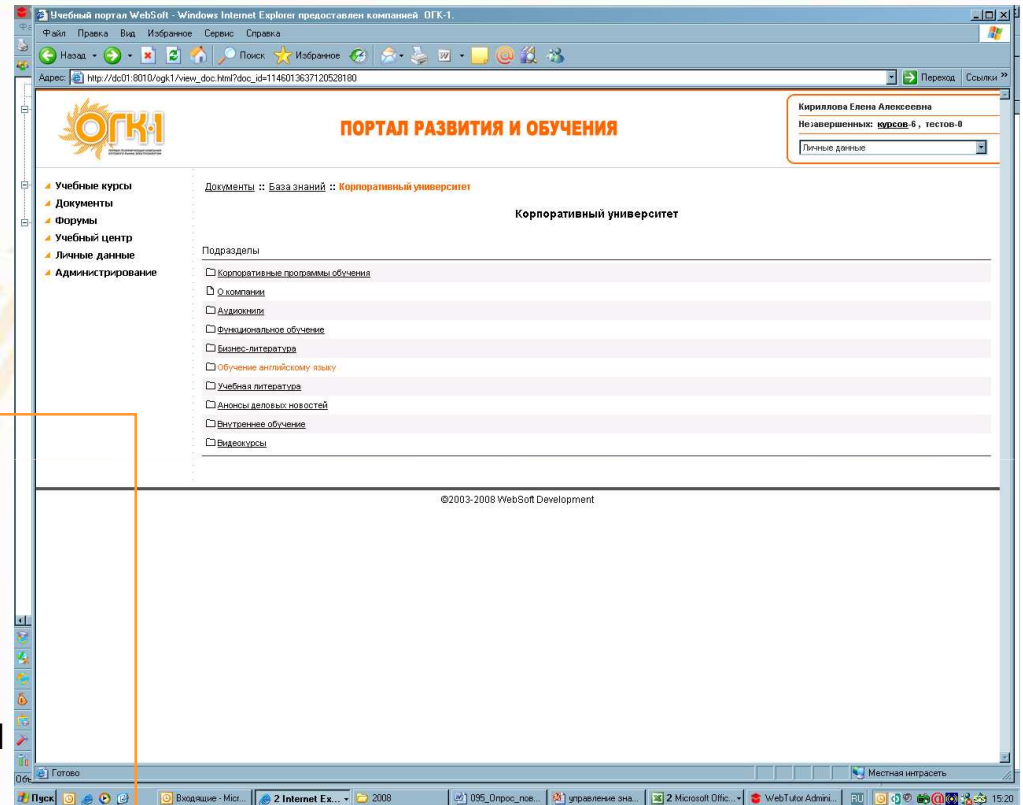 Учебный портал WebSoft - Windows Internet Explorer предоставлен компанией ОГК-1.
Файл Правка Вид Избранное Сервис Справка
Назад Поиск Избранное
Адрес: http://dc01:8010/ogk1/view_doc.html?doc_id=1146013637120528180 Переход Ссылки »
ОГК-1
ПОРТАЛ РАЗВИТИЯ И ОБУЧЕНИЯ
Кириллова Елена Алексеевна
Незавершенных: курсов-6 , тестов-0
Личные данные
Учебные курсы
Документы
Форумы
Учебный центр
Личные данные
Администрирование
Документы :: База знаний :: Корпоративный университет
Корпоративный университет
Подразделы
Корпоративные программы обучения
О компании
Аудиокниги
Функциональное обучение
Бизнес-литература
Обучение английскому языку
Учебная литература
Анонсы деловых новостей
Внутреннее обучение
Видеокурсы
©2003-2008 WebSoft Development
Готово Местная интрасеть
Пуск Входящие - Micr... 2 Internet Ex... 2008 095_Опрос_пов... управление зна... 2 Microsoft Offic... WebTutor Admini... RU 15:20